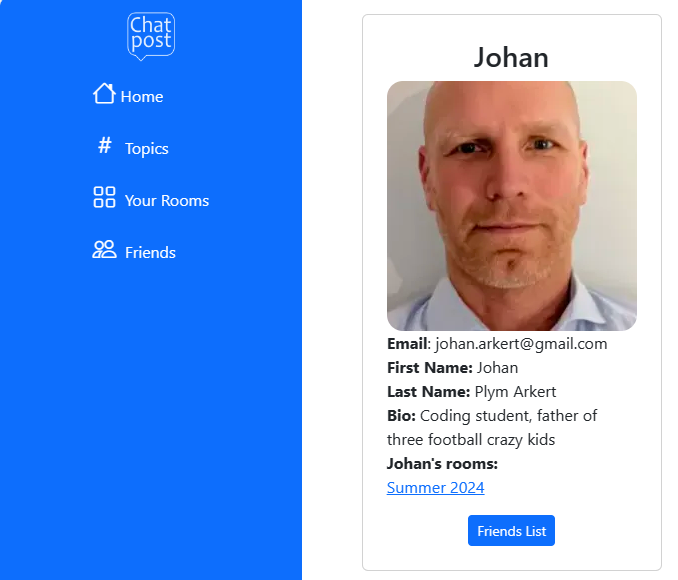 Chat
post
Home
# Topics
Your Rooms
Friends
Johan
Email: johan.arkert@gmail.com
First Name: Johan
Last Name: Plym Arkert
Bio: Coding student, father of
three football crazy kids
Johan's rooms:
Summer 2024
Friends List